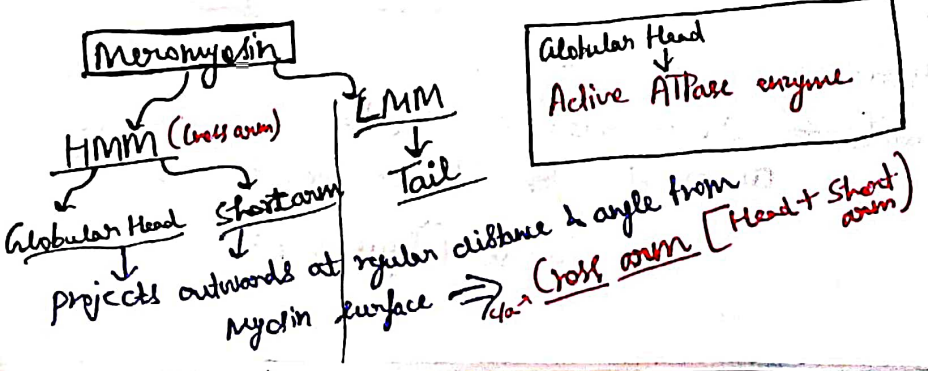 Meromyosin
HMM (Cross arm)
LMM
Tail
Globular Head
Short arm
Projects outwards at regular distance & angle from
myosin surface ⇒ c/a Cross arm [Head + Short arm)
Globular Head
Active ATPase enzyme